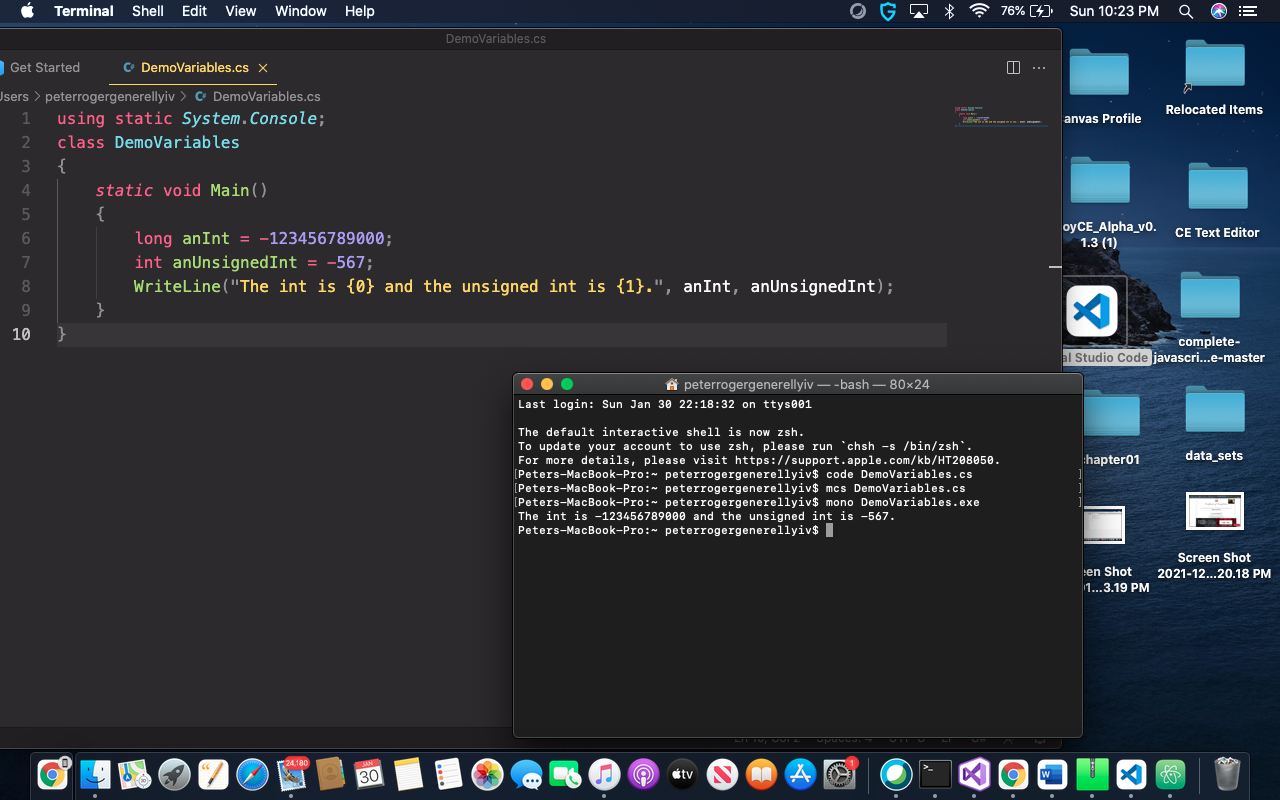 Terminal Shell Edit View Window Help 76% Sun 10:23 PM
DemoVariables.cs
Get Started DemoVariables.cs
peterrogergenerellyiv > DemoVariables.cs
1 using static System.Console;
2 class DemoVariables
3 {
4 static void Main()
5 {
6 long anInt = -123456789000;
7 int anUnsignedInt = -567;
8 WriteLine("The int is {0} and the unsigned int is {1}.", anInt, anUnsignedInt);
9 }
10 }
peterrogergenerellyiv — -bash — 80×24
Last login: Sun Jan 30 22:18:32 on ttys001
The default interactive shell is now zsh.
To update your account to use zsh, please run `chsh -s /bin/zsh`.
For more details, please visit https://support.apple.com/kb/HT208050.
[Peters-MacBook-Pro:~ peterrogergenerellyiv$ code DemoVariables.cs ]
[Peters-MacBook-Pro:~ peterrogergenerellyiv$ mcs DemoVariables.cs ]
[Peters-MacBook-Pro:~ peterrogergenerellyiv$ mono DemoVariables.exe ]
The int is -123456789000 and the unsigned int is -567.
Peters-MacBook-Pro:~ peterrogergenerellyiv$
anvas Profile
Relocated Items
oyCE_Alpha_v0.
1.3 (1)
CE Text Editor
al Studio Code
complete-
javascri...e-master
hapter01
data_sets
een Shot
01...3.19 PM
Screen Shot
2021-12...20.18 PM
24,180
JAN
30
tv
1